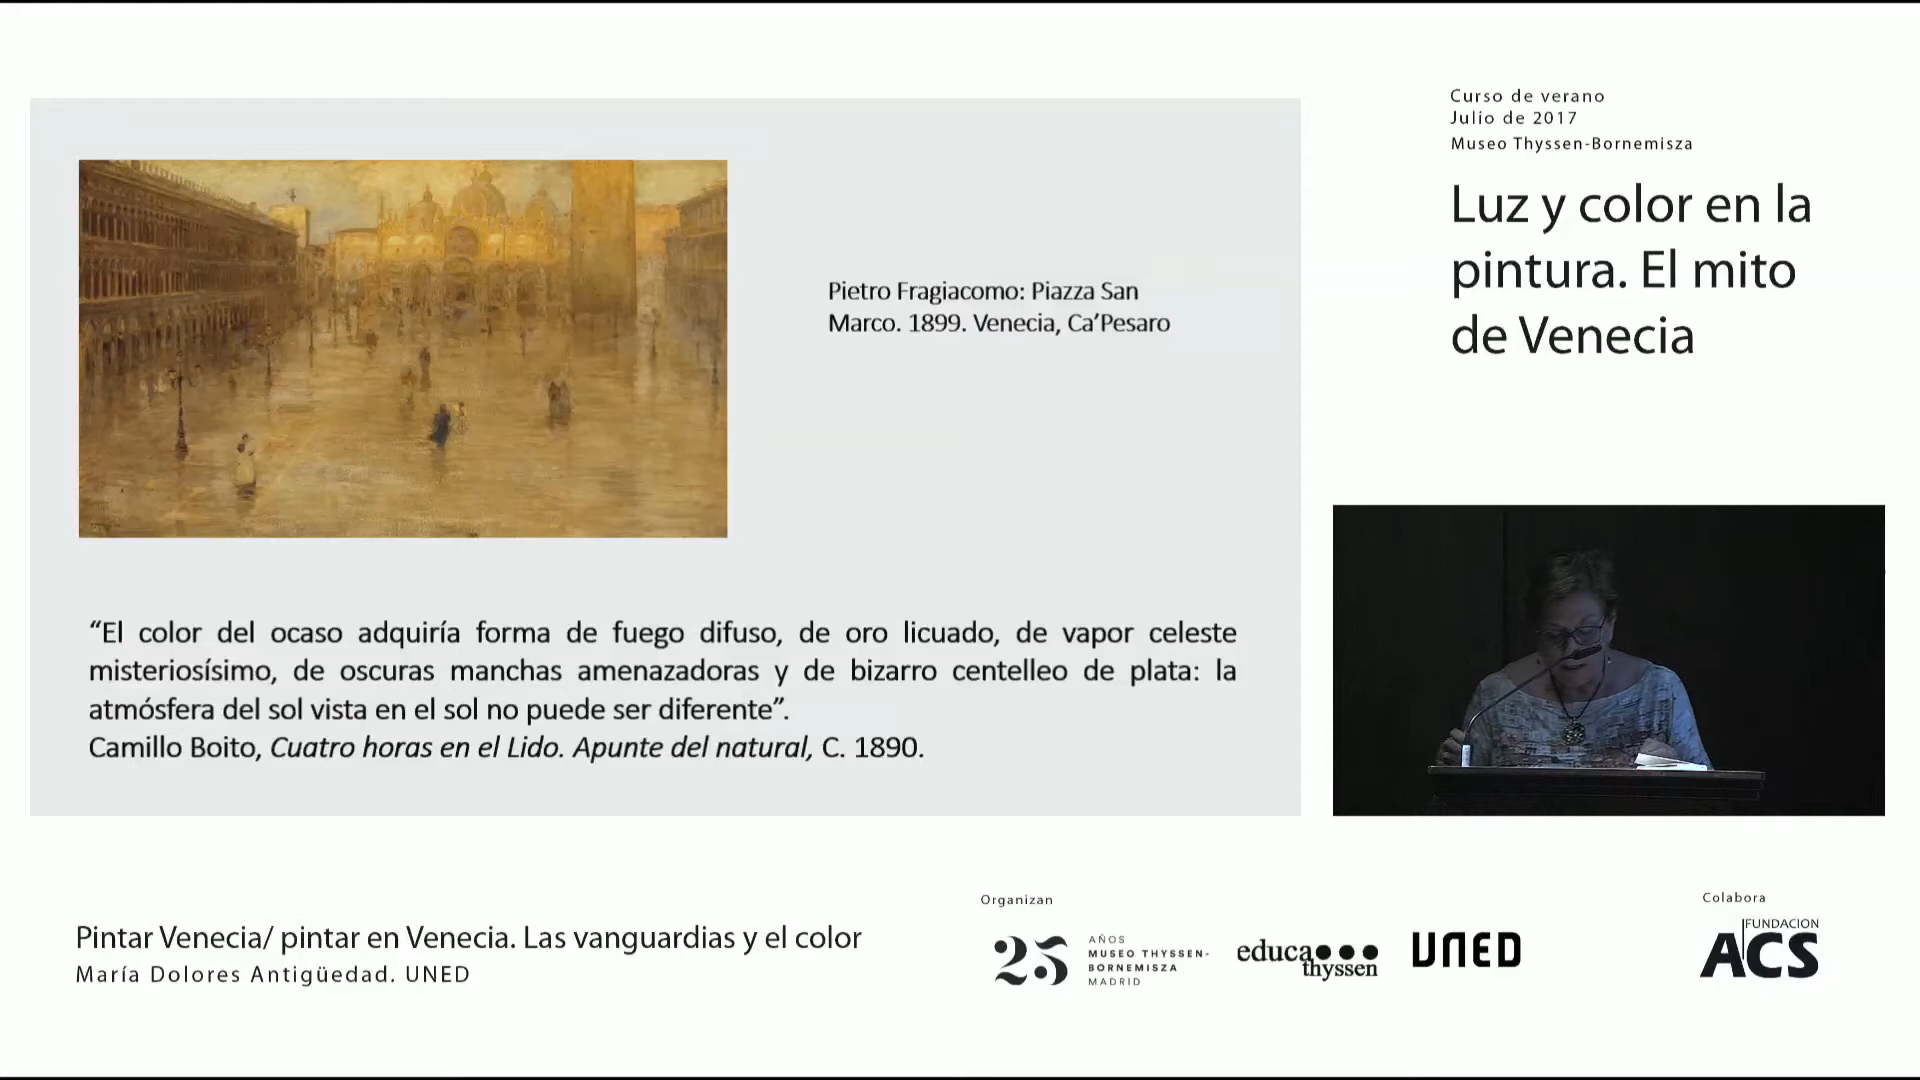 Curso de verano
Julio de 2017
Museo Thyssen-Bornemisza
Luz y color en la
pintura. El mito
de Venecia
Pietro Fragiacomo: Piazza San
Marco. 1899. Venecia, Ca’Pesaro
“El color del ocaso adquiría forma de fuego difuso, de oro licuado, de vapor celeste
misteriosísimo, de oscuras manchas amenazadoras y de bizarro centelleo de plata: la
atmósfera del sol vista en el sol no puede ser diferente”.
Camillo Boito, Cuatro horas en el Lido. Apunte del natural, C. 1890.
Pintar Venecia/ pintar en Venecia. Las vanguardias y el color
María Dolores Antigüedad. UNED
Organizan
25
AÑOS
MUSEO THYSSEN-
BORNEMISZA
MADRID
educa
thyssen
UNED
Colabora
FUNDACION
ACS